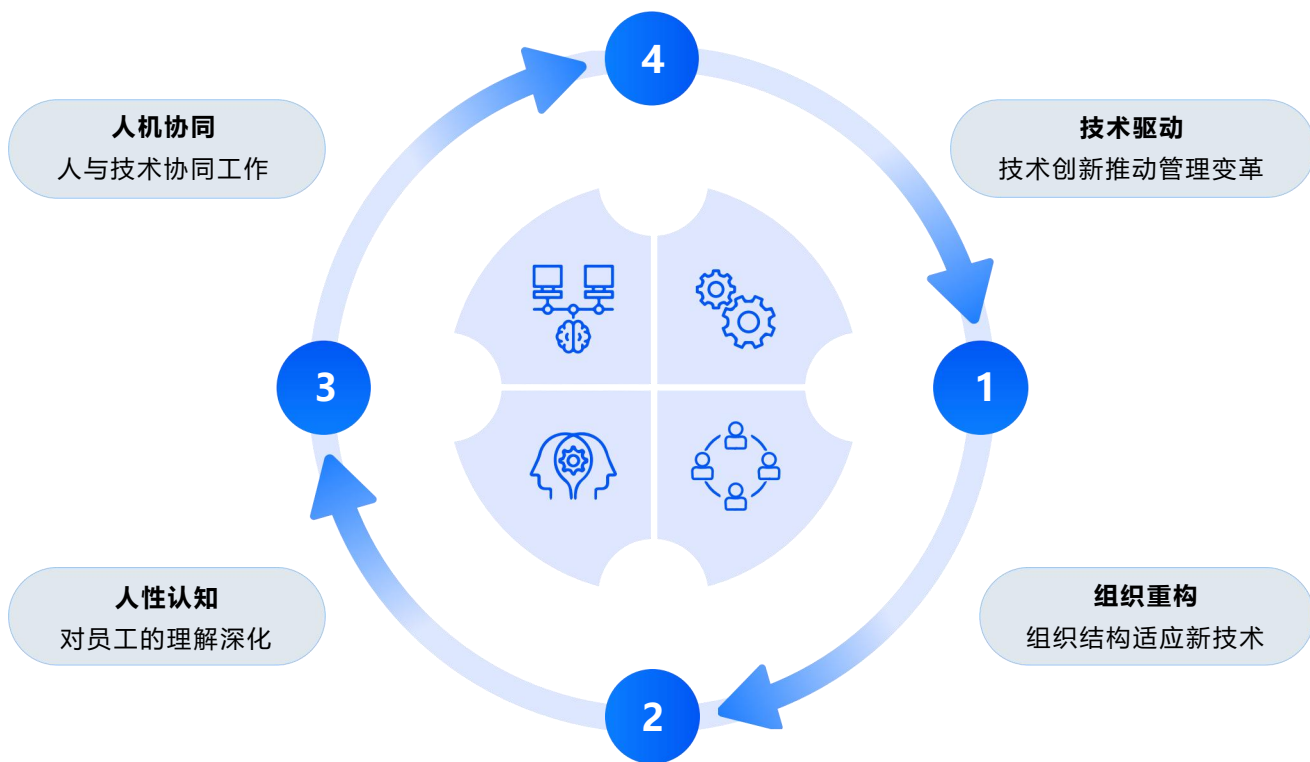 4
人机协同
人与技术协同工作
技术驱动
技术创新推动管理变革
3
1
人性认知
对员工的理解深化
组织重构
组织结构适应新技术
2